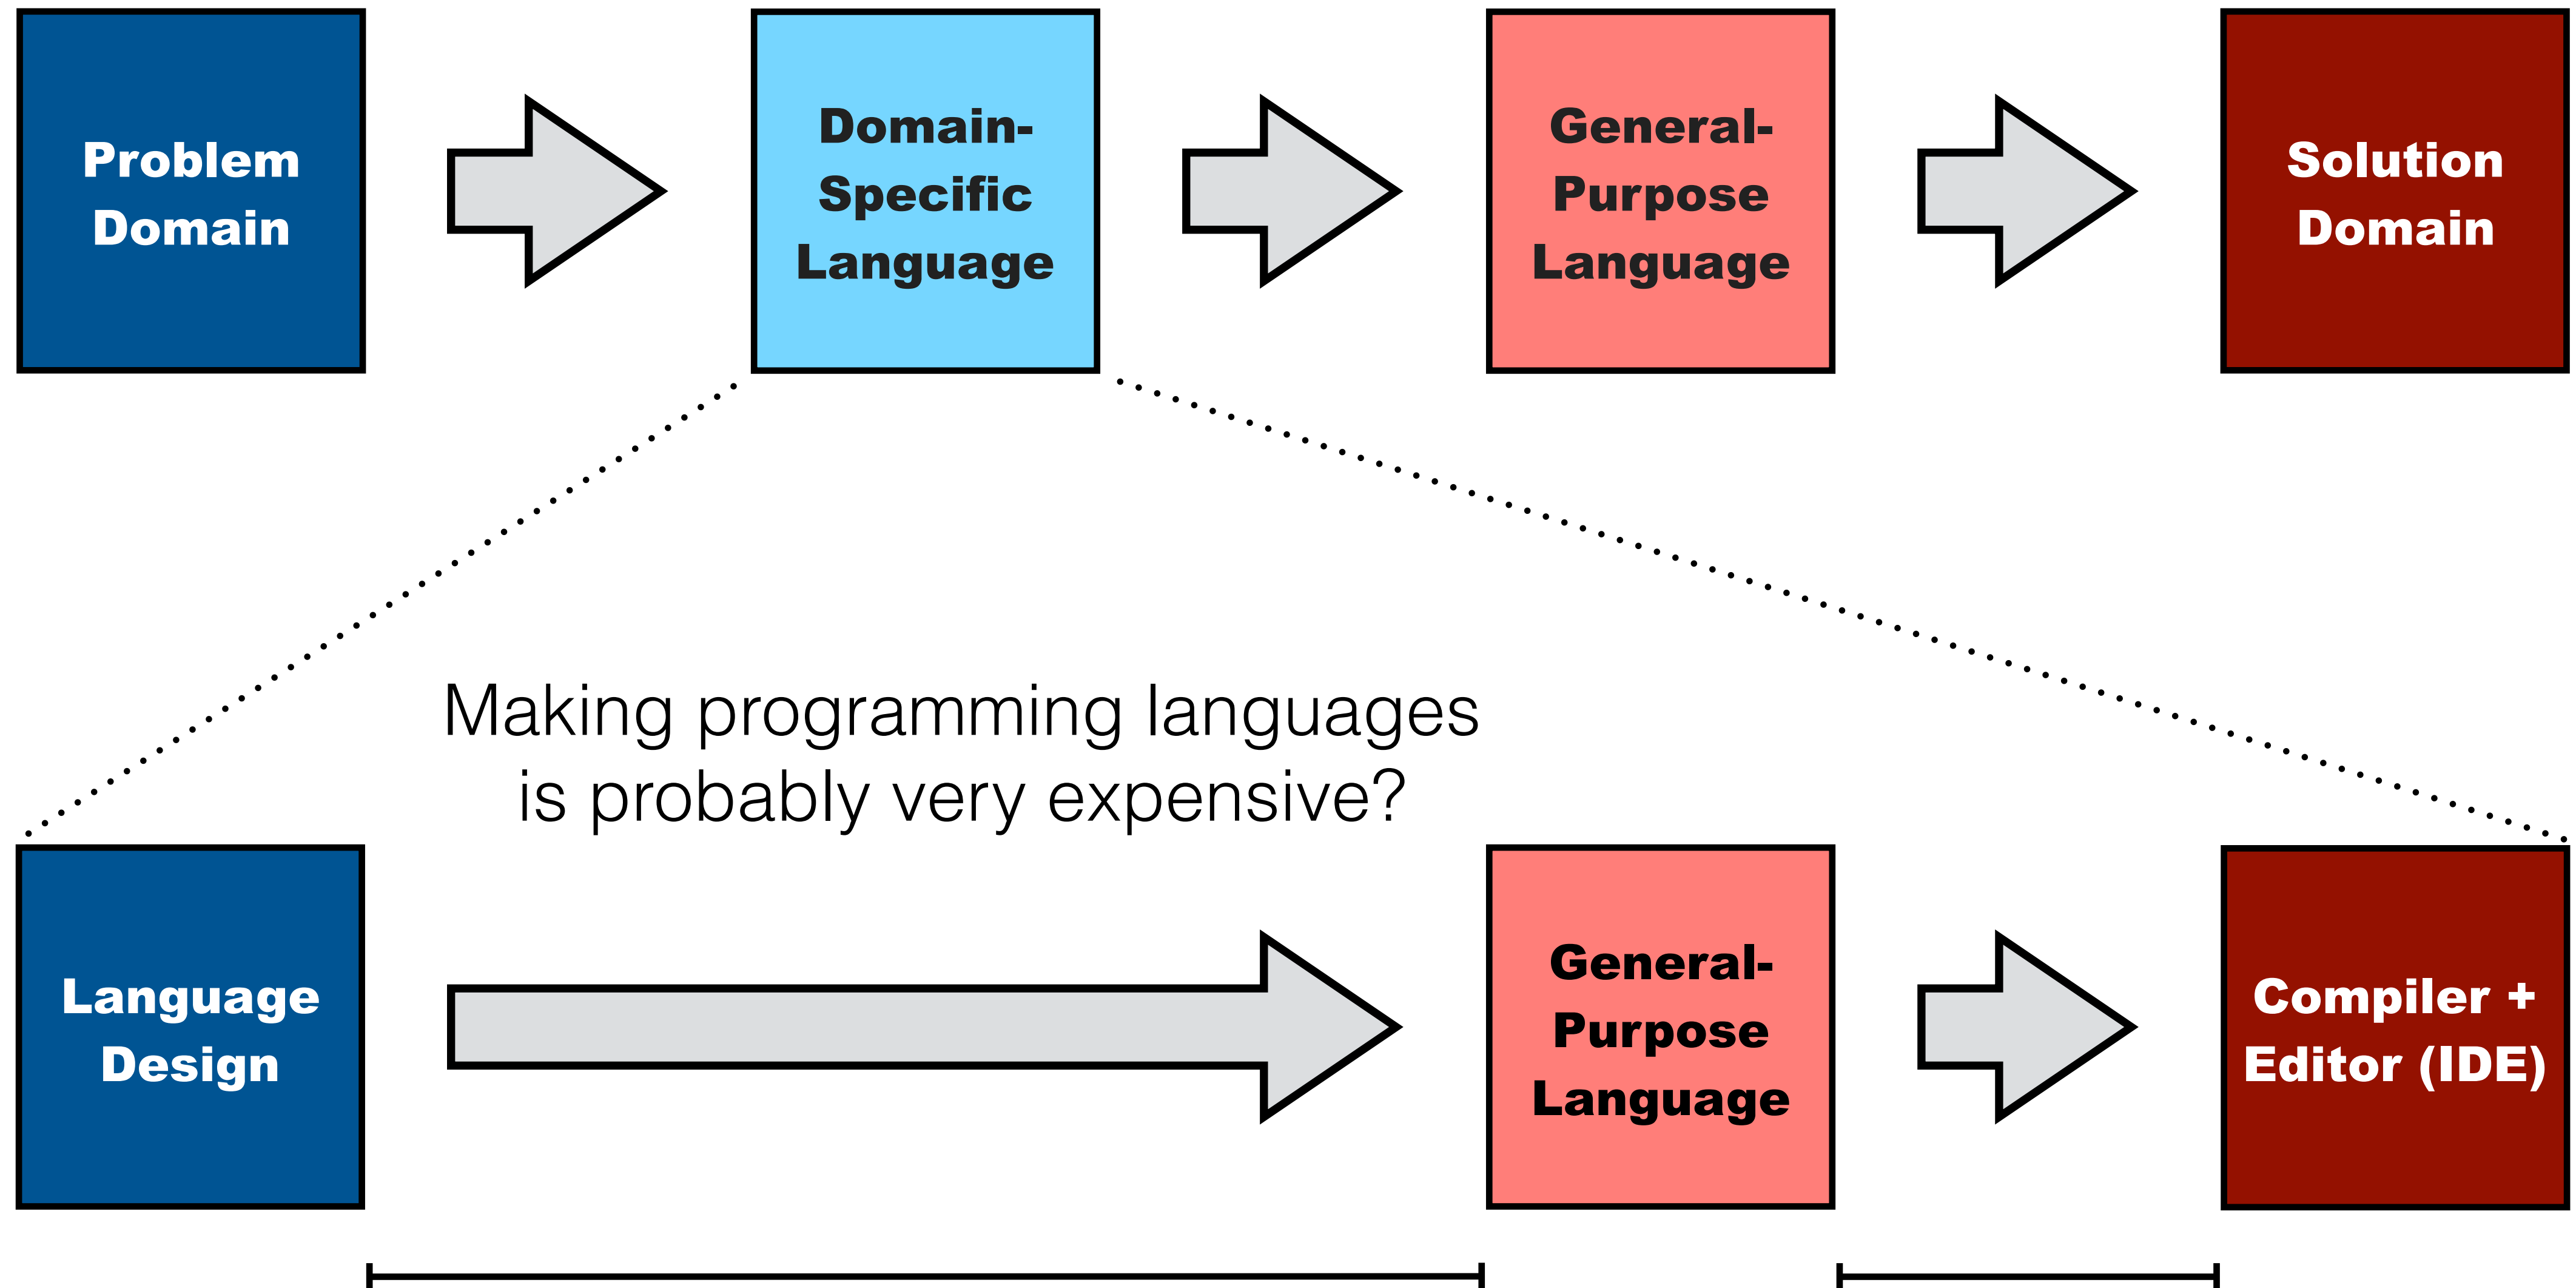 Problem
Domain
Domain-
Specific
Language
General-
Purpose
Language
Solution
Domain
Making programming languages
is probably very expensive?
Language
Design
General-
Purpose
Language
Compiler +
Editor (IDE)